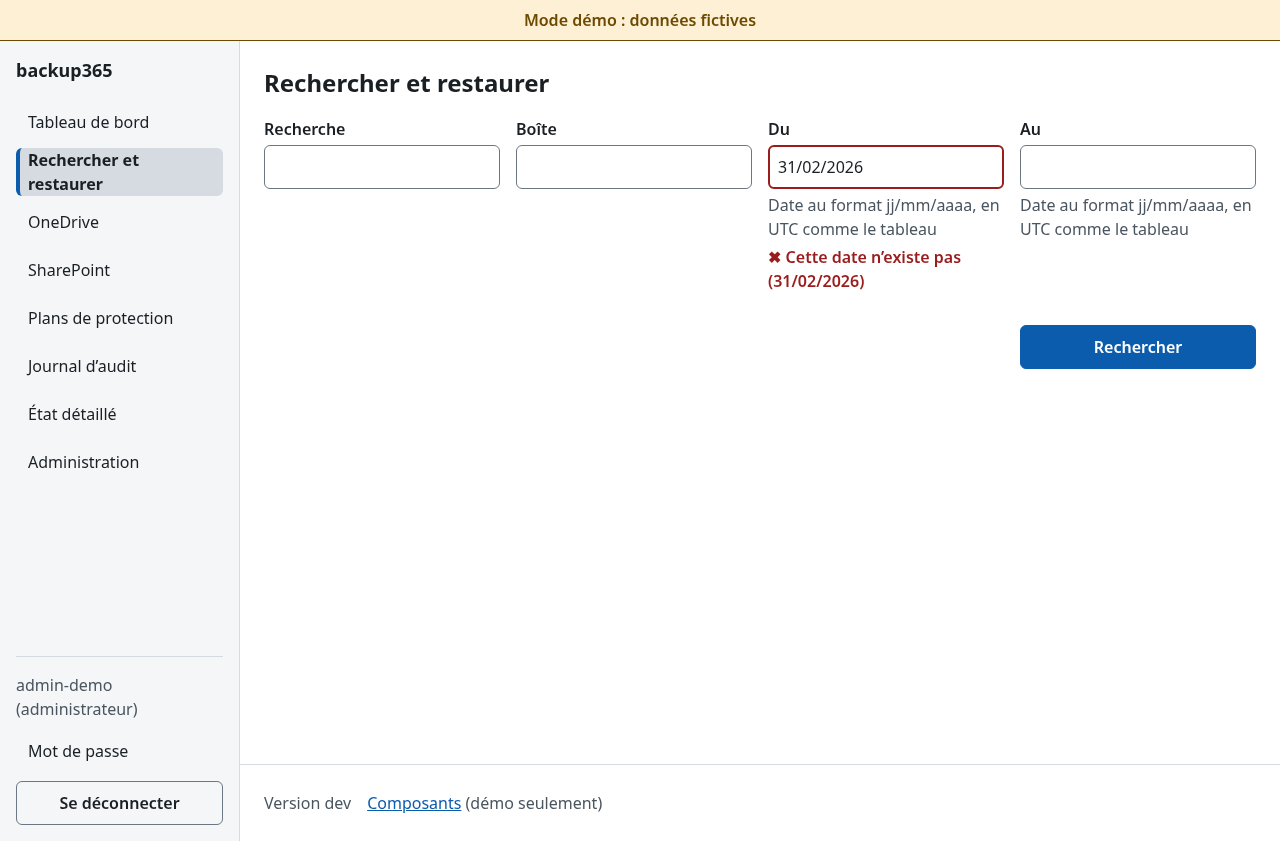 Mode démo : données fictives
backup365
Tableau de bord
Rechercher et
restaurer
OneDrive
SharePoint
Plans de protection
Journal d’audit
État détaillé
Administration
admin-demo
(administrateur)
Mot de passe
Se déconnecter
Rechercher et restaurer
Recherche
Boîte
Du
31/02/2026
Date au format jj/mm/aaaa, en
UTC comme le tableau
✖ Cette date n’existe pas
(31/02/2026)
Au
Date au format jj/mm/aaaa, en
UTC comme le tableau
Rechercher
Version dev Composants (démo seulement)